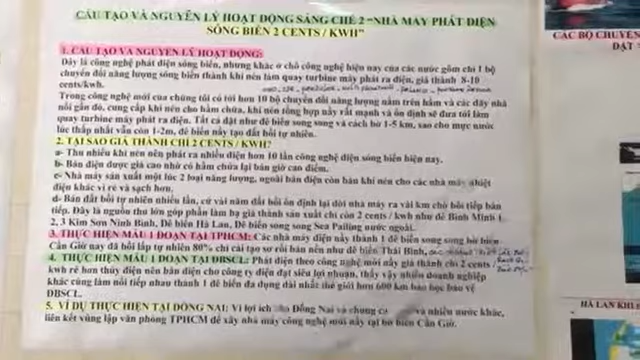 CẤU TẠO VÀ NGUYÊN LÝ HOẠT ĐỘNG SÁNG CHẾ 2 "NHÀ MÁY PHÁT ĐIỆN
SÓNG BIỂN 2 CENTS / KWH"
1. CẤU TẠO VÀ NGUYÊN LÝ HOẠT ĐỘNG:
Đây là công nghệ phát điện sóng biển, nhưng khác ở chỗ công nghệ hiện nay của các nước gồm chỉ 1 bộ
chuyển đổi năng lượng sóng biển thành khí nén làm quay turbine máy phát ra điện, giá thành 8-10
cents/kwh.
Trong công nghệ mới của chúng tôi có tới hơn 10 bộ chuyển đổi năng lượng nằm trên hầm và các dãy nhà
nổi gần đó, cung cấp khí nén cho hầm chứa, khí nén tổng hợp này rất mạnh và ổn định sẽ đưa tới làm
quay turbine máy phát ra điện. Tất cả đặt như đê biển song song và cách bờ 1-5 km, sao cho mực nước
lúc thấp nhất vẫn còn 1-2m, đê biển này tạo đất bồi tự nhiên.
2. TẠI SAO GIÁ THÀNH CHỈ 2 CENTS / KWH?
a- Thu nhiều khí nén nên phát ra nhiều điện hơn 10 lần công nghệ điện sóng biển hiện nay.
b- Bán điện được giá cao nhờ có hầm chứa lại bán giờ cao điểm.
c- Nhà máy sản xuất một lúc 2 loại năng lượng, ngoài bán điện còn bán khí nén cho các nhà máy nhiệt
điện khác vì rẻ và sạch hơn.
d- Bán đất bồi tự nhiên nhiều lần, cứ vài năm đất bồi ổn định lại dời nhà máy ra vài km chờ bồi tiếp bán
tiếp. Đây là nguồn thu lớn góp phần làm hạ giá thành sản xuất chỉ còn 2 cents / kwh như đê Bình Minh 1,
2, 3 Kim Sơn Ninh Bình, Đê biển Hà Lan, Đê biển song song Sea Pailing nước ngoài.
3. THỰC HIỆN MẪU 1 ĐOẠN TẠI TPHCM: Các nhà máy điện này thành 1 đê biển song song bờ biển
Cần Giờ nay đã bồi lắp tự nhiên 80% chỉ cải tạo sơ rồi bán nền như đê biển Thái Bình,
4. THỰC HIỆN MẪU 1 ĐOẠN TẠI ĐBSCL: Phát điện theo công nghệ mới này giá thành chỉ 2 cents /
kwh rẻ hơn thủy điện nên bán điện cho công ty điện đạt siêu lợi nhuận, thấy vậy nhiều doanh nghiệp
khác cùng làm nối tiếp nhau thành 1 đê biển đa dụng dài nhất thế giới hơn 600 km bao học bảo vệ
ĐBSCL.
5. VÍ DỤ THỰC HIỆN TẠI ĐỒNG NAI: Vì lợi ích cho Đồng Nai và chung và nhiều nước khác,
liên kết vùng lập văn phòng TPHCM để xây nhà máy công nghệ mới này tại bờ biển Cần Giờ.
CÁC BỘ CHUYỂN
ĐẶT
HÀ LAN KHI